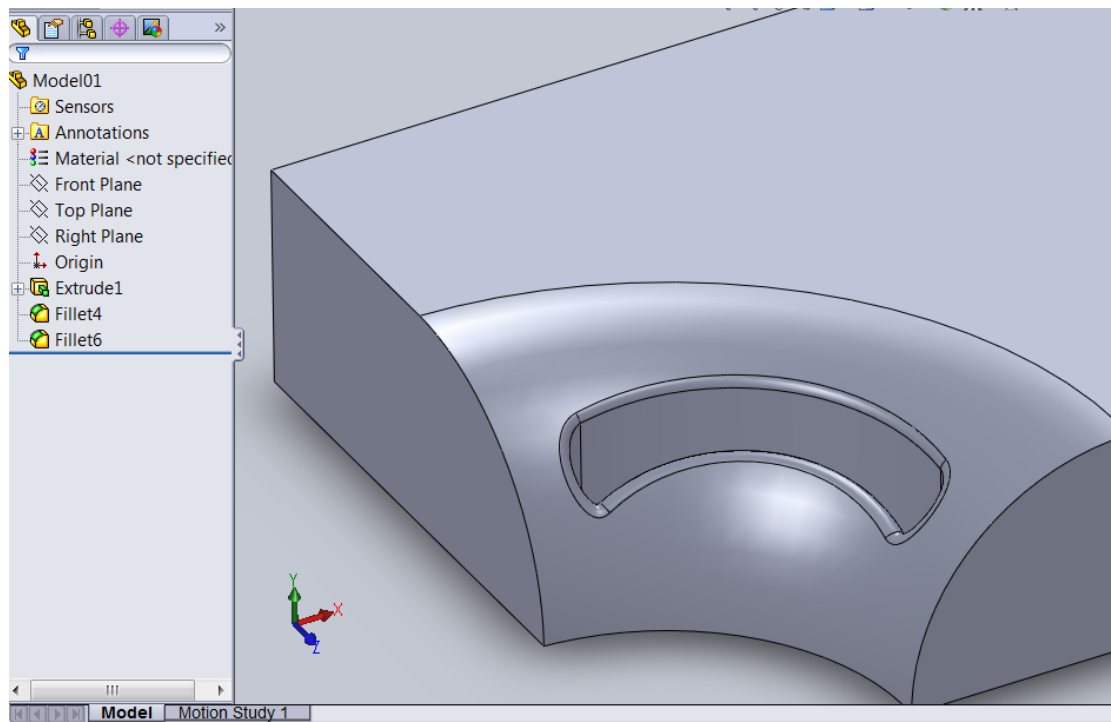 Model01
Sensors
A Annotations
Material <not specified
Front Plane
Top Plane
Right Plane
Origin
Extrude1
Fillet4
Fillet6
Y
X
Z
Model Motion Study 1